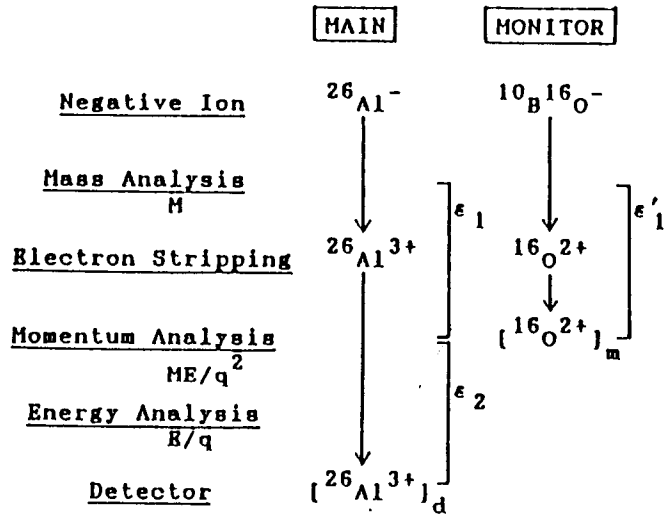 MAIN MONITOR
Negative Ion ²⁶Al⁻ ¹⁰B¹⁶O⁻
Mass Analysis
M
ε₁ ε′₁
Electron Stripping ²⁶Al³⁺ ¹⁶O²⁺
Momentum Analysis [¹⁶O²⁺]ₘ
ME/q²
ε₂
Energy Analysis
E/q
Detector [²⁶Al³⁺]d